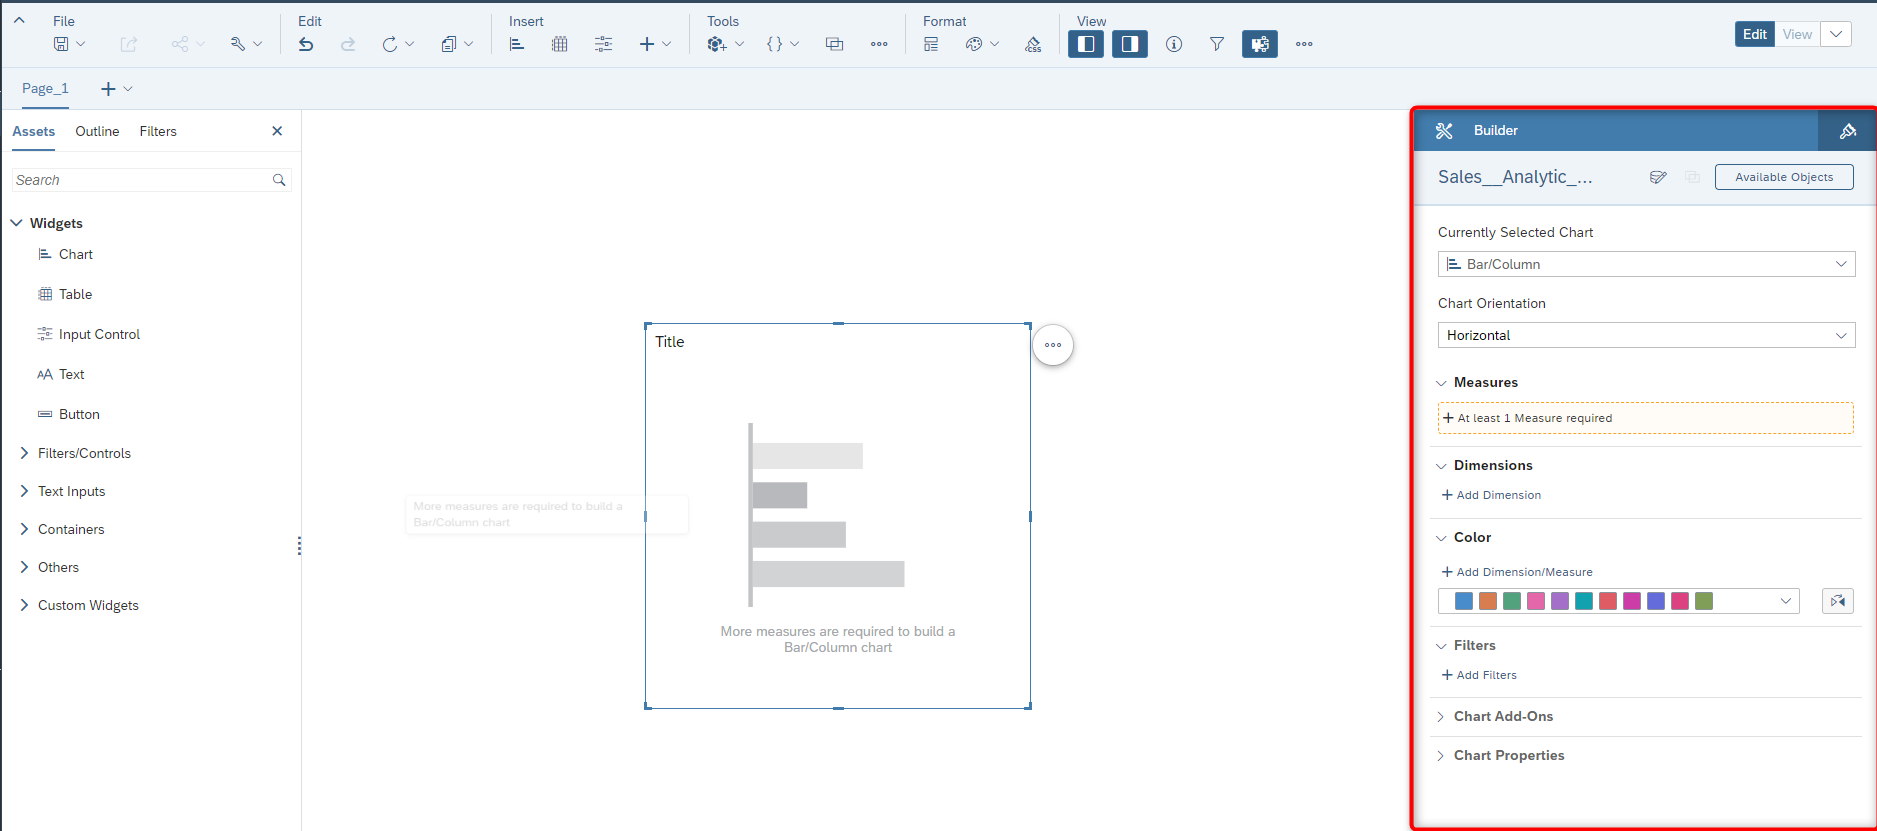 File
Edit
Insert
Tools
Format
View
CSS
Edit
View
Page_1
Assets
Outline
Filters
Search
Widgets
Chart
Table
Input Control
Text
Button
Filters/Controls
Text Inputs
Containers
Others
Custom Widgets
More measures are required to build a
Bar/Column chart
Title
More measures are required to build a
Bar/Column chart
Builder
Sales__Analytic_...
Available Objects
Currently Selected Chart
Bar/Column
Chart Orientation
Horizontal
Measures
At least 1 Measure required
Dimensions
Add Dimension
Color
Add Dimension/Measure
Filters
Add Filters
Chart Add-Ons
Chart Properties